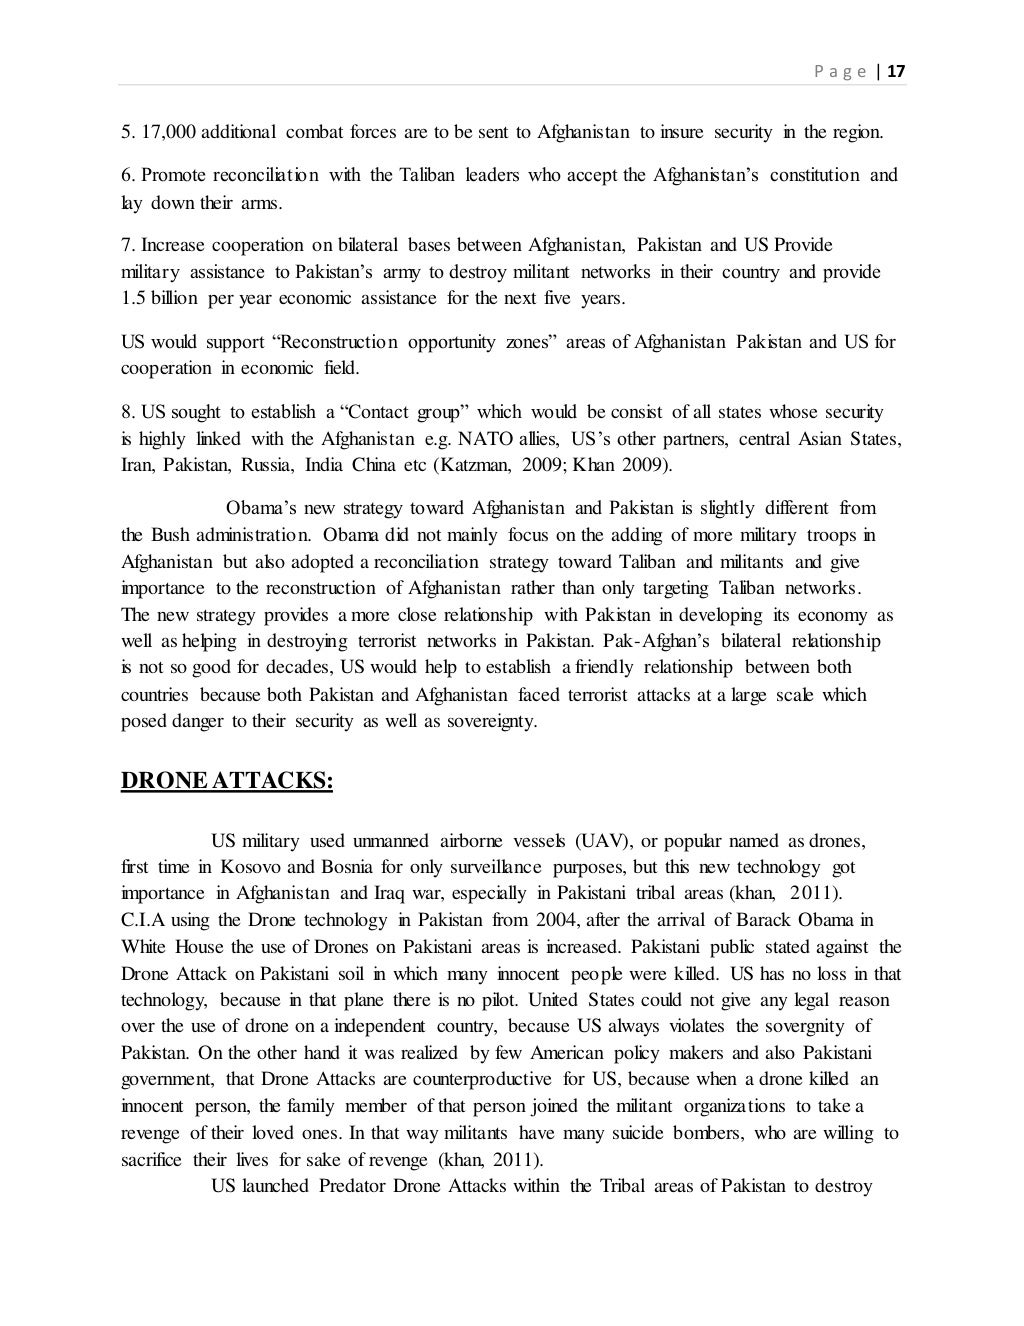 Page | 17
5. 17,000 additional combat forces are to be sent to Afghanistan to insure security in the region.
6. Promote reconciliation with the Taliban leaders who accept the Afghanistan’s constitution and
lay down their arms.
7. Increase cooperation on bilateral bases between Afghanistan, Pakistan and US Provide
military assistance to Pakistan’s army to destroy militant networks in their country and provide
1.5 billion per year economic assistance for the next five years.
US would support “Reconstruction opportunity zones” areas of Afghanistan Pakistan and US for
cooperation in economic field.
8. US sought to establish a “Contact group” which would be consist of all states whose security
is highly linked with the Afghanistan e.g. NATO allies, US’s other partners, central Asian States,
Iran, Pakistan, Russia, India China etc (Katzman, 2009; Khan 2009).
Obama’s new strategy toward Afghanistan and Pakistan is slightly different from
the Bush administration. Obama did not mainly focus on the adding of more military troops in
Afghanistan but also adopted a reconciliation strategy toward Taliban and militants and give
importance to the reconstruction of Afghanistan rather than only targeting Taliban networks.
The new strategy provides a more close relationship with Pakistan in developing its economy as
well as helping in destroying terrorist networks in Pakistan. Pak-Afghan’s bilateral relationship
is not so good for decades, US would help to establish a friendly relationship between both
countries because both Pakistan and Afghanistan faced terrorist attacks at a large scale which
posed danger to their security as well as sovereignty.
DRONE ATTACKS:
US military used unmanned airborne vessels (UAV), or popular named as drones,
first time in Kosovo and Bosnia for only surveillance purposes, but this new technology got
importance in Afghanistan and Iraq war, especially in Pakistani tribal areas (khan, 2011).
C.I.A using the Drone technology in Pakistan from 2004, after the arrival of Barack Obama in
White House the use of Drones on Pakistani areas is increased. Pakistani public stated against the
Drone Attack on Pakistani soil in which many innocent people were killed. US has no loss in that
technology, because in that plane there is no pilot. United States could not give any legal reason
over the use of drone on a independent country, because US always violates the sovergnity of
Pakistan. On the other hand it was realized by few American policy makers and also Pakistani
government, that Drone Attacks are counterproductive for US, because when a drone killed an
innocent person, the family member of that person joined the militant organizations to take a
revenge of their loved ones. In that way militants have many suicide bombers, who are willing to
sacrifice their lives for sake of revenge (khan, 2011).
US launched Predator Drone Attacks within the Tribal areas of Pakistan to destroy